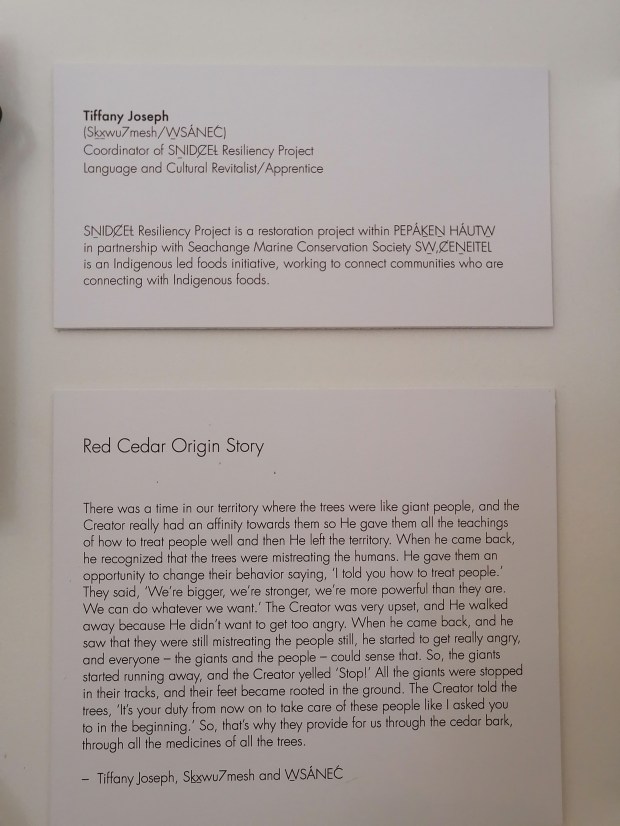 Tiffany Joseph
(Sḵx̱wu7mesh/W̱SÁNEĆ)
Coordinator of SṈIDȻEȽ Resiliency Project
Language and Cultural Revitalist/Apprentice
SṈIDȻEȽ Resiliency Project is a restoration project within PEPÁḴEṈ HÁUTW̱
in partnership with Seachange Marine Conservation Society SW̱,ȻENEITEL
is an Indigenous led foods initiative, working to connect communities who are
connecting with Indigenous foods.
Red Cedar Origin Story
There was a time in our territory where the trees were like giant people, and the
Creator really had an affinity towards them so He gave them all the teachings
of how to treat people well and then He left the territory. When he came back,
he recognized that the trees were mistreating the humans. He gave them an
opportunity to change their behavior saying, ‘I told you how to treat people.’
They said, ‘We’re bigger, we’re stronger, we’re more powerful than they are.
We can do whatever we want.’ The Creator was very upset, and He walked
away because He didn’t want to get too angry. When he came back, and he
saw that they were still mistreating the people still, he started to get really angry,
and everyone – the giants and the people – could sense that. So, the giants
started running away, and the Creator yelled ‘Stop!’ All the giants were stopped
in their tracks, and their feet became rooted in the ground. The Creator told the
trees, ‘It’s your duty from now on to take care of these people like I asked you
to in the beginning.’ So, that’s why they provide for us through the cedar bark,
through all the medicines of all the trees.
– Tiffany Joseph, Sḵx̱wu7mesh and W̱SÁNEĆ